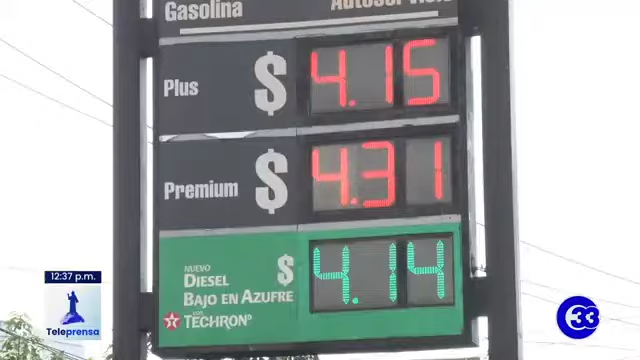 Gasolina Autoservicio
Plus $ 4.15
Premium $ 4.31
NUEVO
DIESEL $ 4.14
BAJO EN AZUFRE
CON
TECHRON®
12:37 p.m.
Teleprensa
33